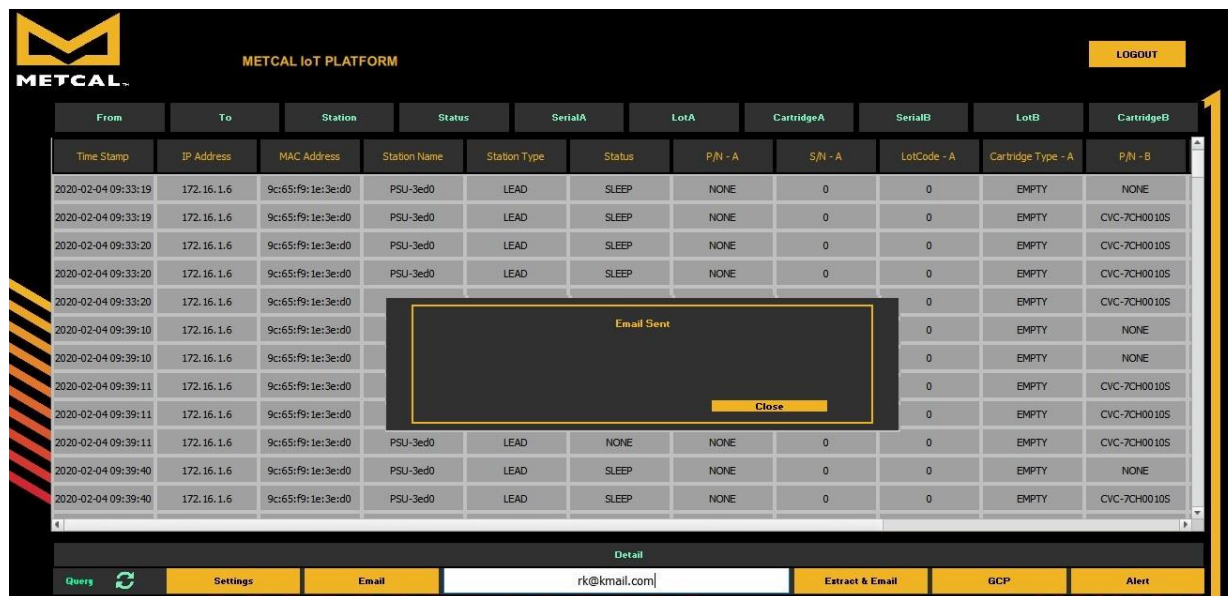 METCAL™
METCAL IoT PLATFORM
LOGOUT
From To Station Status SerialA LotA CartridgeA SerialB LotB CartridgeB
Time Stamp IP Address MAC Address Station Name Station Type Status P/N - A S/N - A LotCode - A Cartridge Type - A P/N - B
2020-02-04 09:33:19 172.16.1.6 9c:65:f9:1e:3e:d0 PSU-3ed0 LEAD SLEEP NONE 0 0 EMPTY NONE
2020-02-04 09:33:19 172.16.1.6 9c:65:f9:1e:3e:d0 PSU-3ed0 LEAD SLEEP NONE 0 0 EMPTY CVC-7CH0010S
2020-02-04 09:33:20 172.16.1.6 9c:65:f9:1e:3e:d0 PSU-3ed0 LEAD SLEEP NONE 0 0 EMPTY CVC-7CH0010S
2020-02-04 09:33:20 172.16.1.6 9c:65:f9:1e:3e:d0 PSU-3ed0 LEAD SLEEP NONE 0 0 EMPTY CVC-7CH0010S
2020-02-04 09:33:20 172.16.1.6 9c:65:f9:1e:3e:d0 0 EMPTY CVC-7CH0010S
2020-02-04 09:39:10 172.16.1.6 9c:65:f9:1e:3e:d0 0 EMPTY NONE
2020-02-04 09:39:10 172.16.1.6 9c:65:f9:1e:3e:d0 0 EMPTY NONE
2020-02-04 09:39:11 172.16.1.6 9c:65:f9:1e:3e:d0 0 EMPTY CVC-7CH0010S
2020-02-04 09:39:11 172.16.1.6 9c:65:f9:1e:3e:d0 0 EMPTY CVC-7CH0010S
Email Sent
Close
2020-02-04 09:39:11 172.16.1.6 9c:65:f9:1e:3e:d0 PSU-3ed0 LEAD NONE NONE 0 0 EMPTY CVC-7CH0010S
2020-02-04 09:39:40 172.16.1.6 9c:65:f9:1e:3e:d0 PSU-3ed0 LEAD SLEEP NONE 0 0 EMPTY NONE
2020-02-04 09:39:40 172.16.1.6 9c:65:f9:1e:3e:d0 PSU-3ed0 LEAD SLEEP NONE 0 0 EMPTY CVC-7CH0010S
Detail
Query Settings Email rk@kmail.com Extract & Email GCP Alert